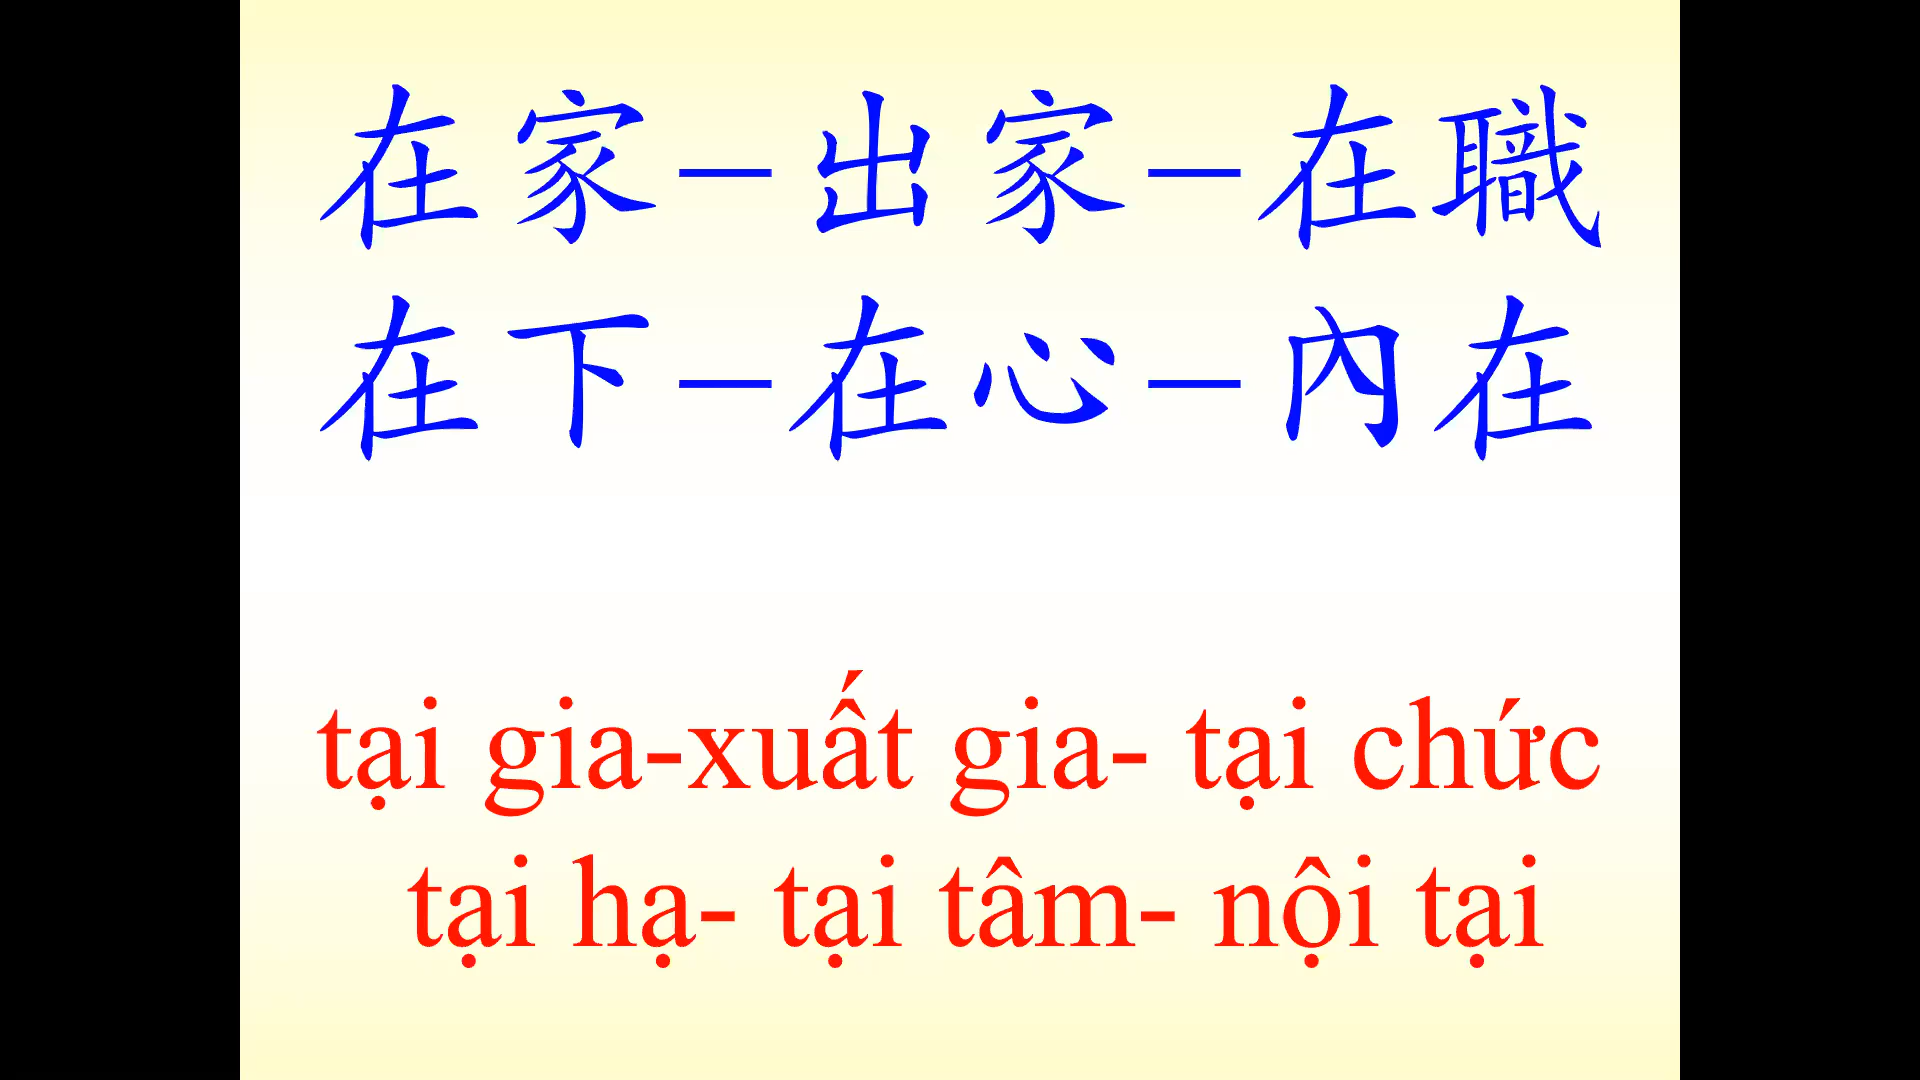 在家–出家–在職
在下–在心–內在
tại gia-xuất gia- tại chức
tại hạ- tại tâm- nội tại